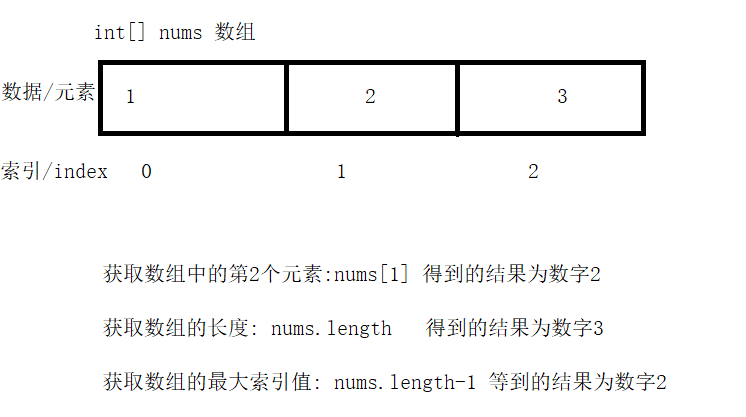 int[] nums 数组
数据/元素 1 2 3
索引/index 0 1 2
获取数组中的第2个元素:nums[1] 得到的结果为数字2
获取数组的长度: nums.length 得到的结果为数字3
获取数组的最大索引值: nums.length-1 等到的结果为数字2